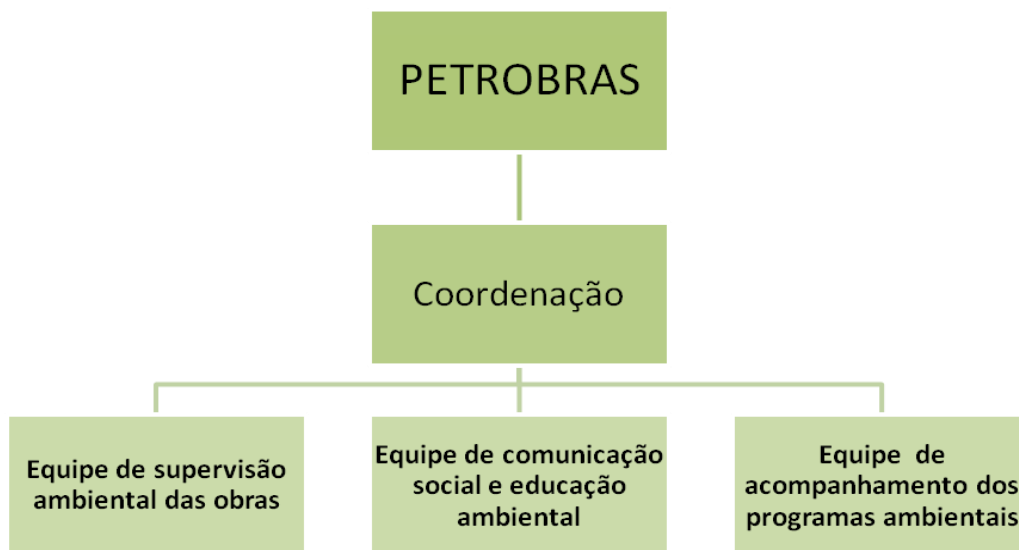 PETROBRAS
Coordenação
Equipe de supervisão
ambiental das obras
Equipe de comunicação
social e educação
ambiental
Equipe de
acompanhamento dos
programas ambientais